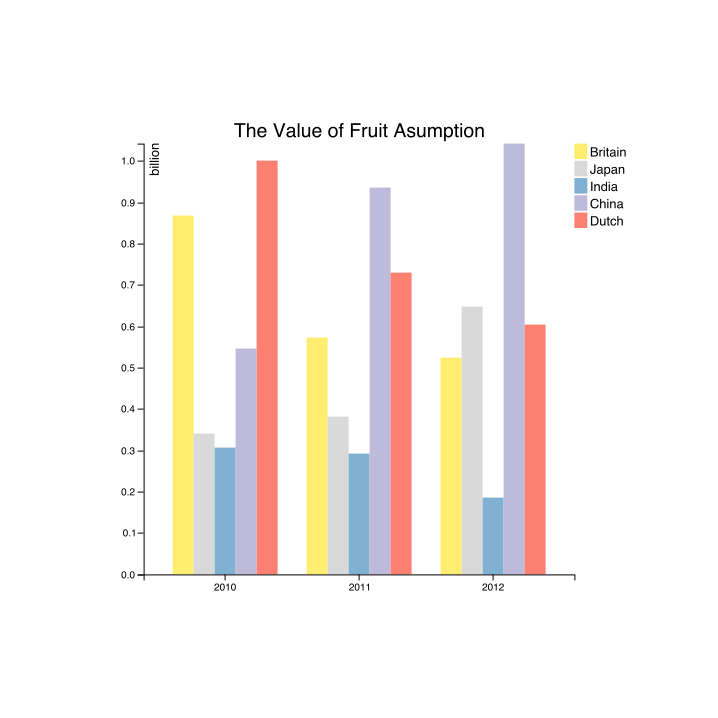 The Value of Fruit Asumption
billion
1.0
0.9
0.8
0.7
0.6
0.5
0.4
0.3
0.2
0.1
0.0
2010 2011 2012
Britain
Japan
India
China
Dutch